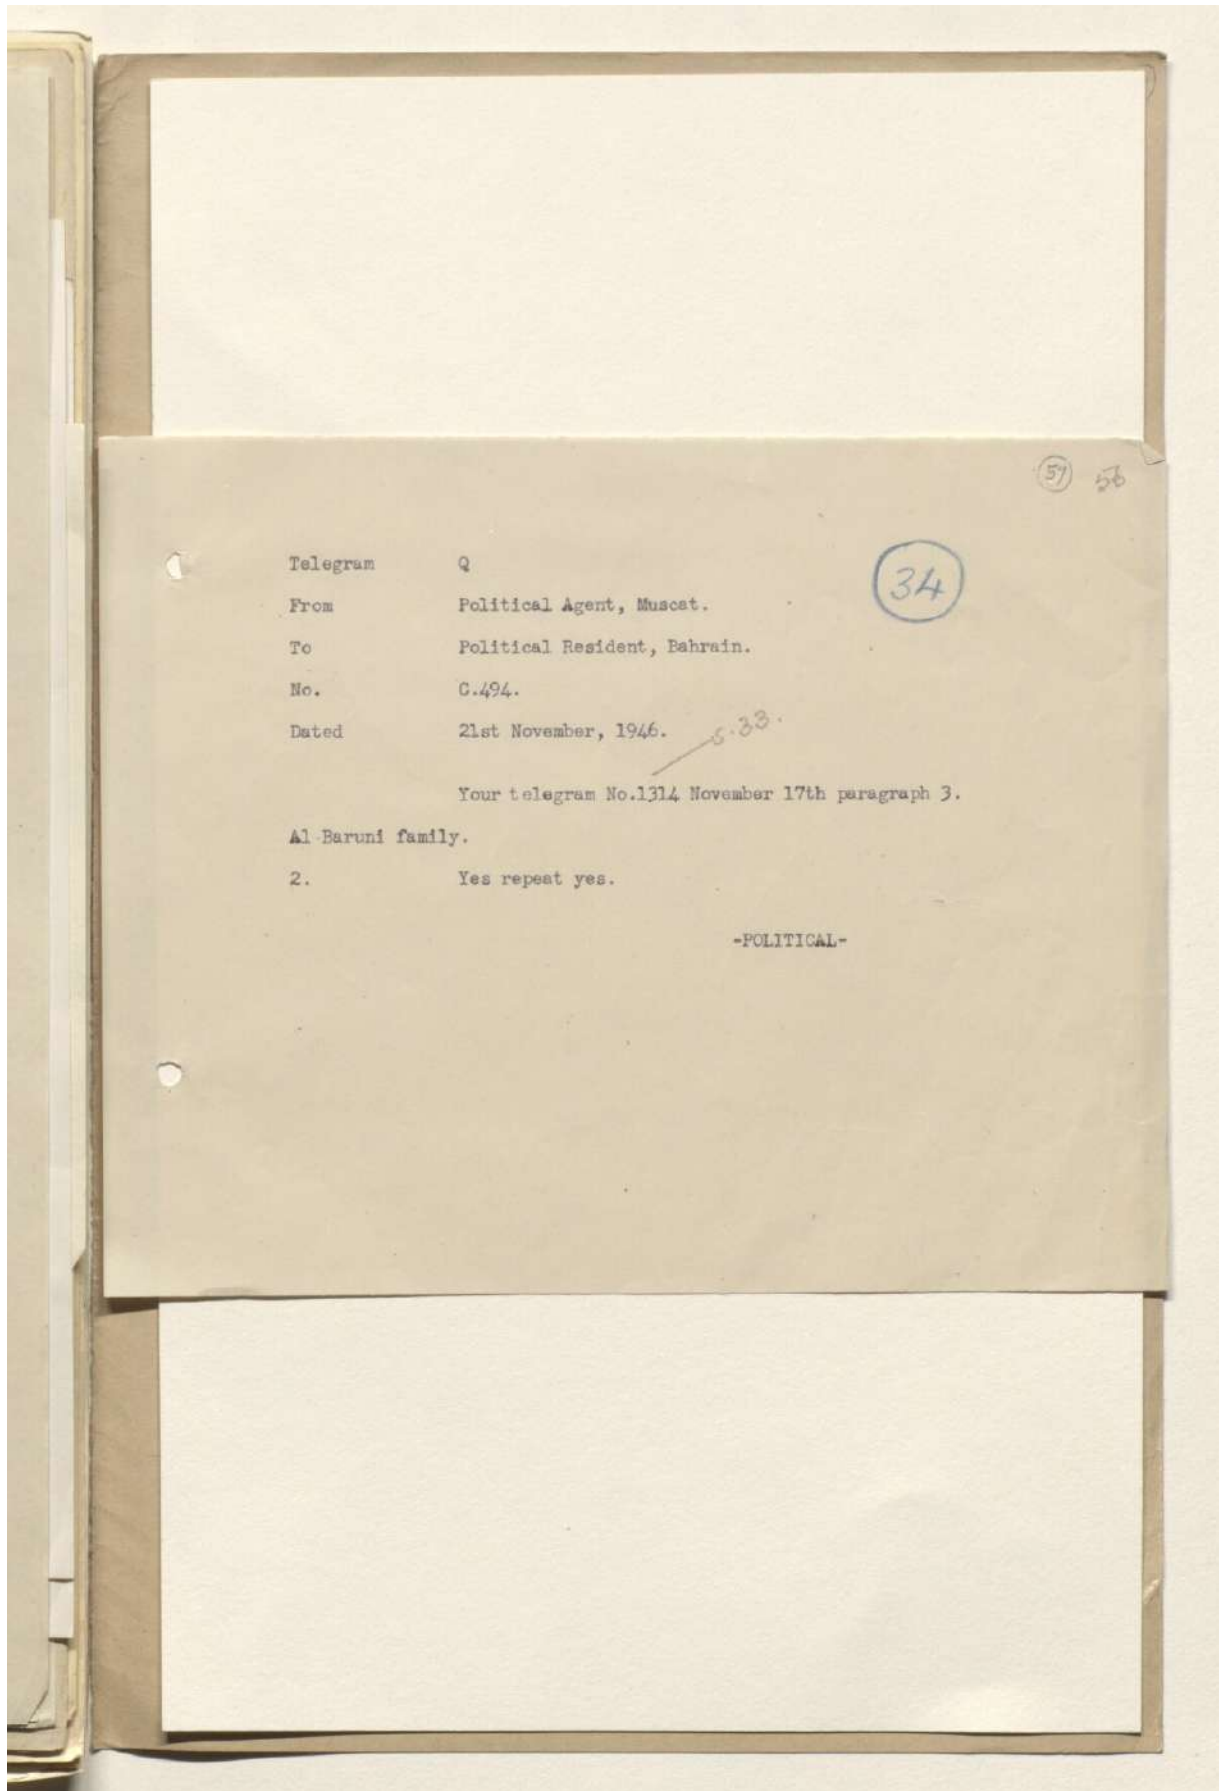 57 56
34
Telegram Q
From Political Agent, Muscat.
To Political Resident, Bahrain.
No. C.494.
Dated 21st November, 1946.
S.33.
Your telegram No.1314 November 17th paragraph 3.
Al-Baruni family.
2. Yes repeat yes.
-POLITICAL-